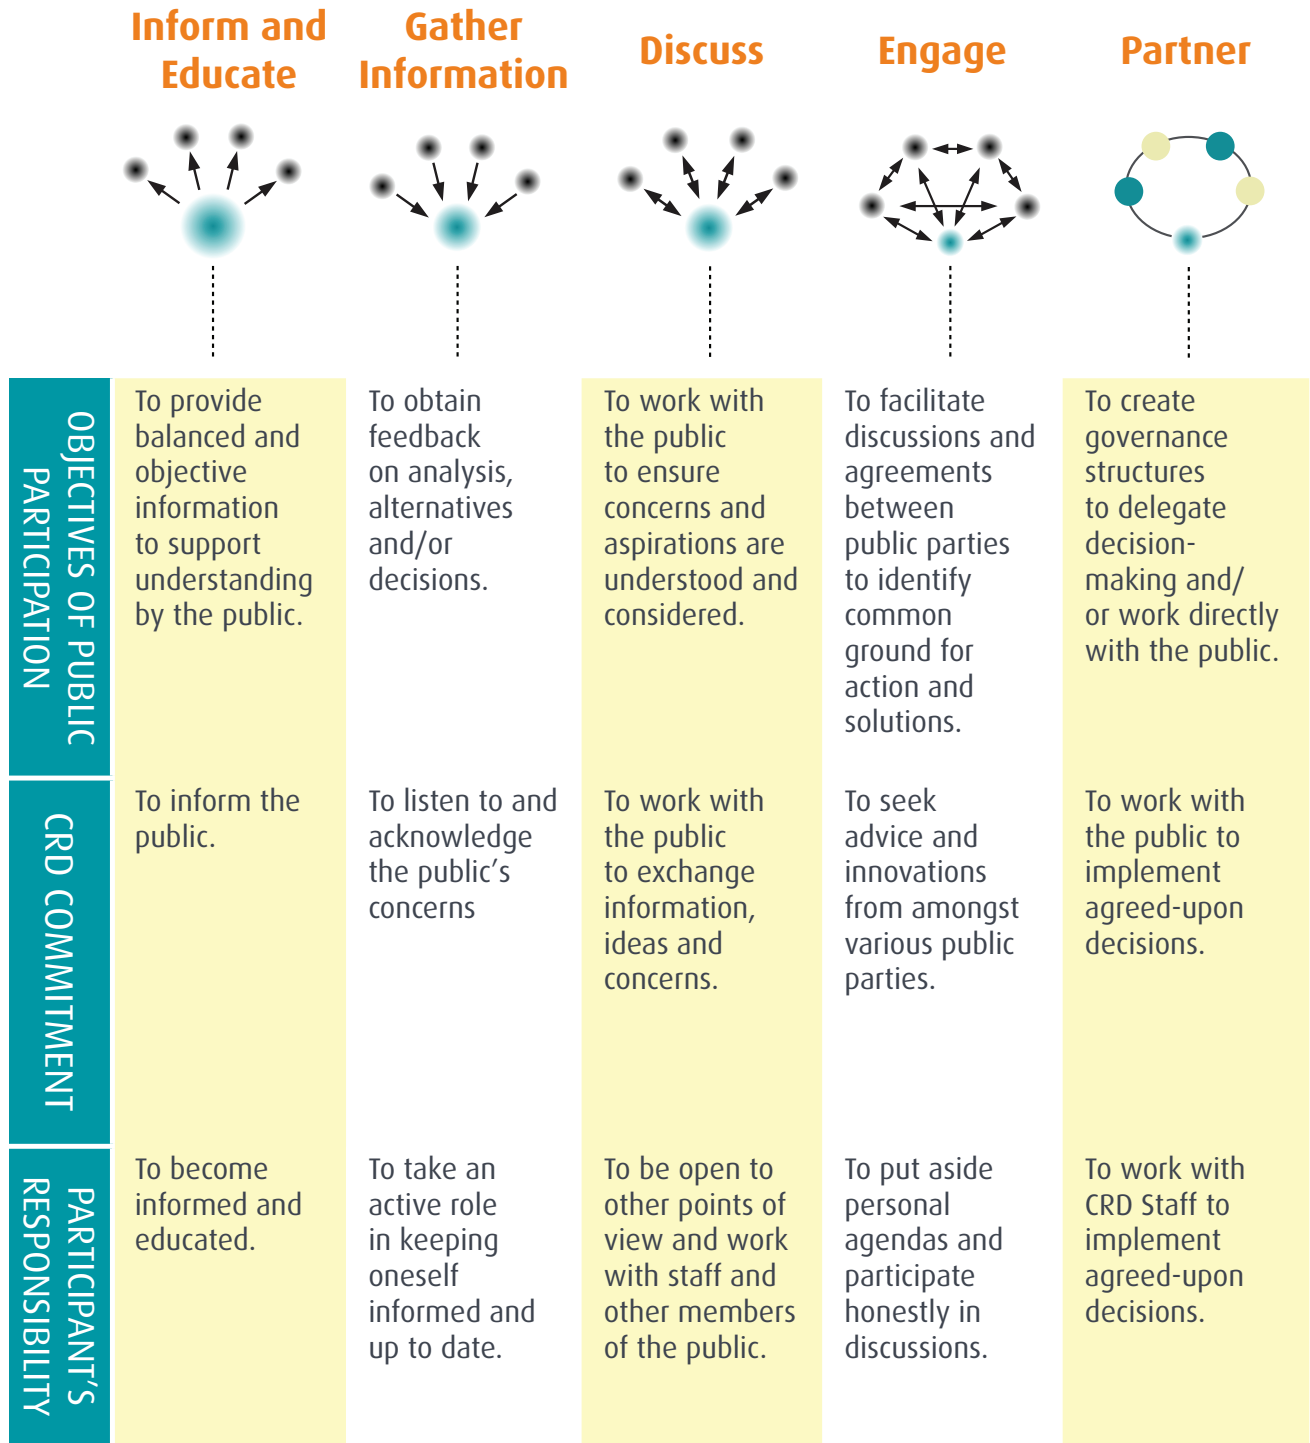 Inform and
Educate
Gather
Information
Discuss
Engage
Partner
OBJECTIVES OF PUBLIC
PARTICIPATION
To provide
balanced and
objective
information
to support
understanding
by the public.
To obtain
feedback
on analysis,
alternatives
and/or
decisions.
To work with
the public
to ensure
concerns and
aspirations are
understood and
considered.
To facilitate
discussions and
agreements
between
public parties
to identify
common
ground for
action and
solutions.
To create
governance
structures
to delegate
decision-
making and/
or work directly
with the public.
CRD COMMITMENT
To inform the
public.
To listen to and
acknowledge
the public’s
concerns
To work with
the public
to exchange
information,
ideas and
concerns.
To seek
advice and
innovations
from amongst
various public
parties.
To work with
the public to
implement
agreed-upon
decisions.
PARTICIPANT’S
RESPONSIBILITY
To become
informed and
educated.
To take an
active role
in keeping
oneself
informed and
up to date.
To be open to
other points of
view and work
with staff and
other members
of the public.
To put aside
personal
agendas and
participate
honestly in
discussions.
To work with
CRD Staff to
implement
agreed-upon
decisions.